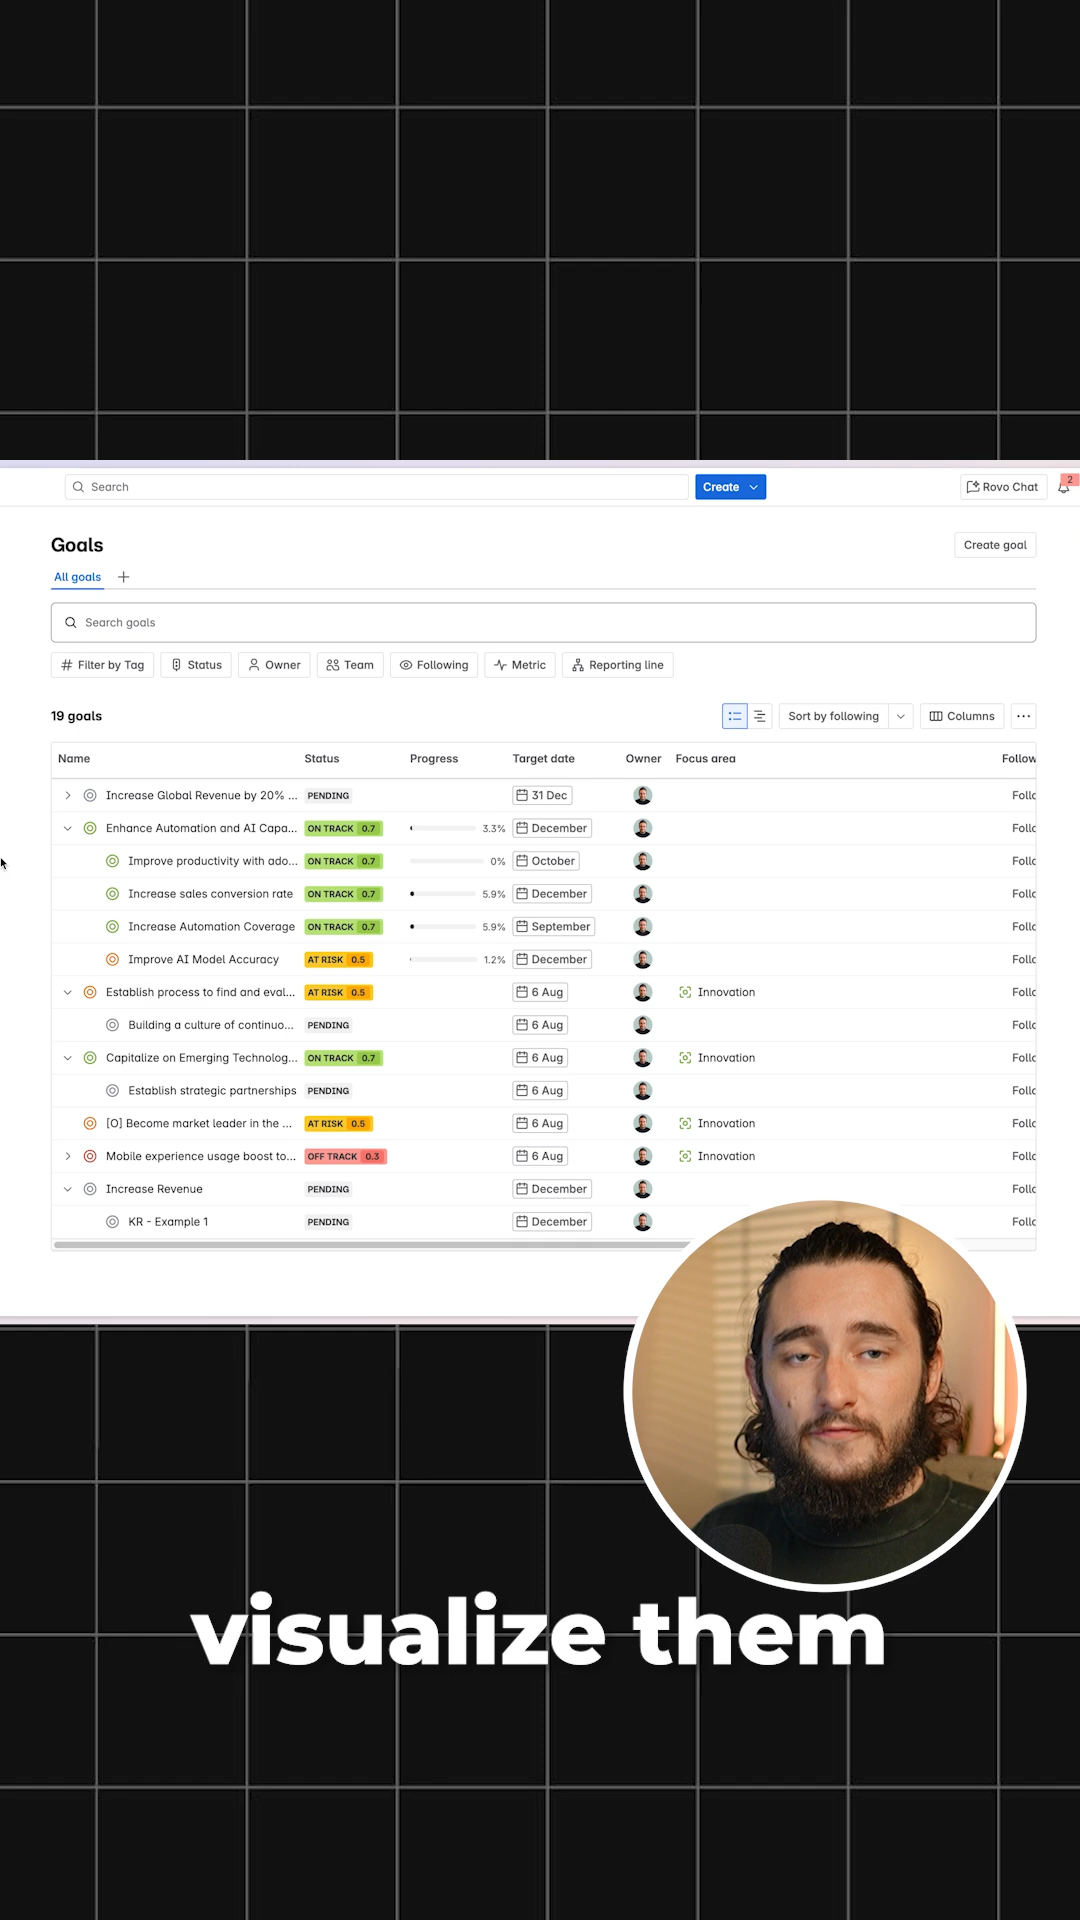 Search Create Rovo Chat 2
Goals Create goal
All goals
Search goals
Filter by Tag Status Owner Team Following Metric Reporting line
19 goals Sort by following Columns
Name Status Progress Target date Owner Focus area Follow
Increase Global Revenue by 20% ... PENDING 31 Dec Follo
Enhance Automation and AI Capa... ON TRACK 0.7 3.3% December Follo
Improve productivity with ado... ON TRACK 0.7 0% October Follo
Increase sales conversion rate ON TRACK 0.7 5.9% December Follo
Increase Automation Coverage ON TRACK 0.7 5.9% September Follo
Improve AI Model Accuracy AT RISK 0.5 1.2% December Follo
Establish process to find and eval... AT RISK 0.5 6 Aug Innovation Follo
Building a culture of continuo... PENDING 6 Aug Follo
Capitalize on Emerging Technolog... ON TRACK 0.7 6 Aug Innovation Follo
Establish strategic partnerships PENDING 6 Aug Follo
[O] Become market leader in the ... AT RISK 0.5 6 Aug Innovation Follo
Mobile experience usage boost to... OFF TRACK 0.3 6 Aug Innovation Follo
Increase Revenue PENDING December Follo
KR - Example 1 PENDING December Follo
visualize them